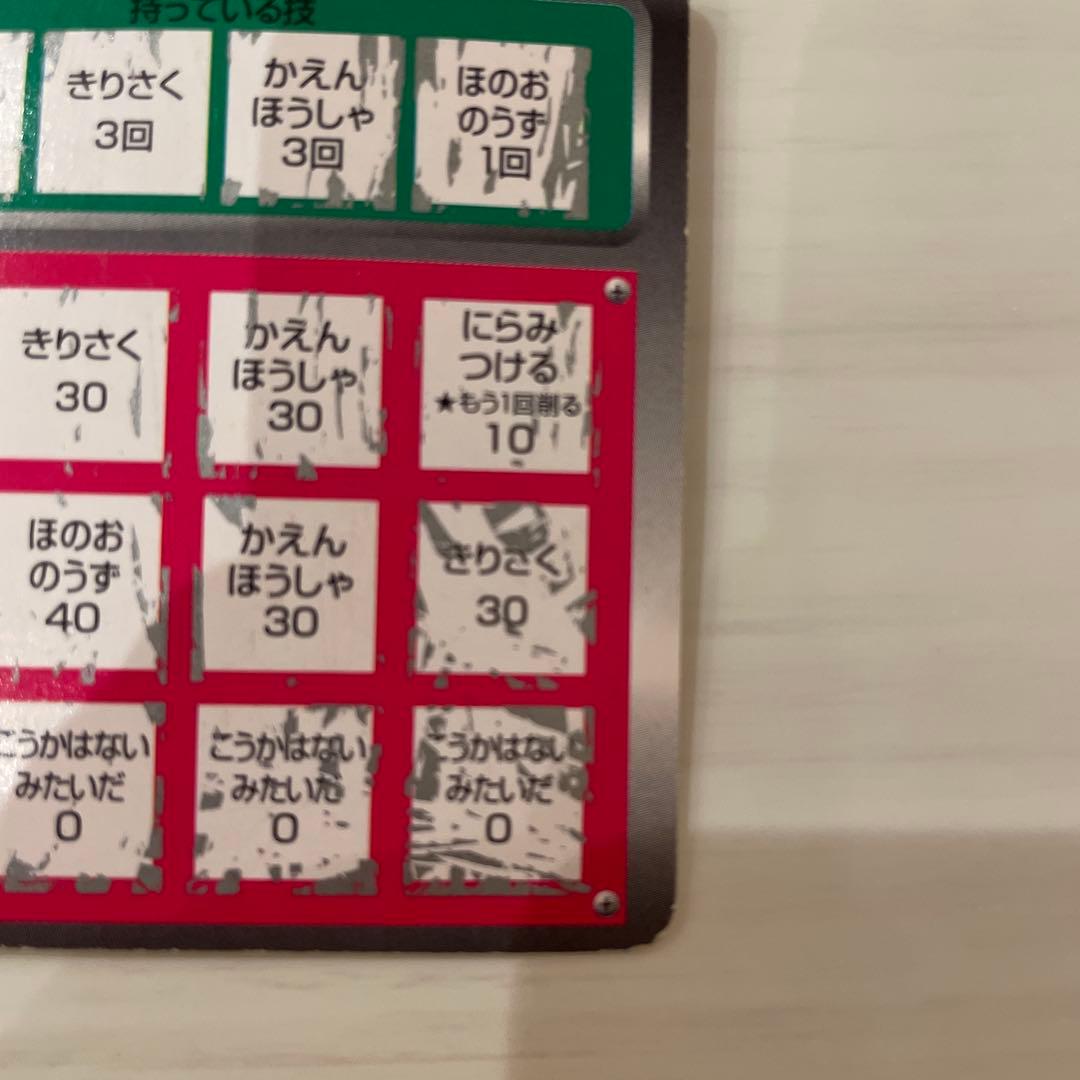 持っている技
きりさく
3回
かえん
ほうしゃ
3回
ほのお
のうず
1回
きりさく
30
かえん
ほうしゃ
30
にらみ
つける
★もう1回削る
10
ほのお
のうず
40
かえん
ほうしゃ
30
きりさく
30
こうかはない
みたいだ
0
こうかはない
みたいだ
0
こうかはない
みたいだ
0